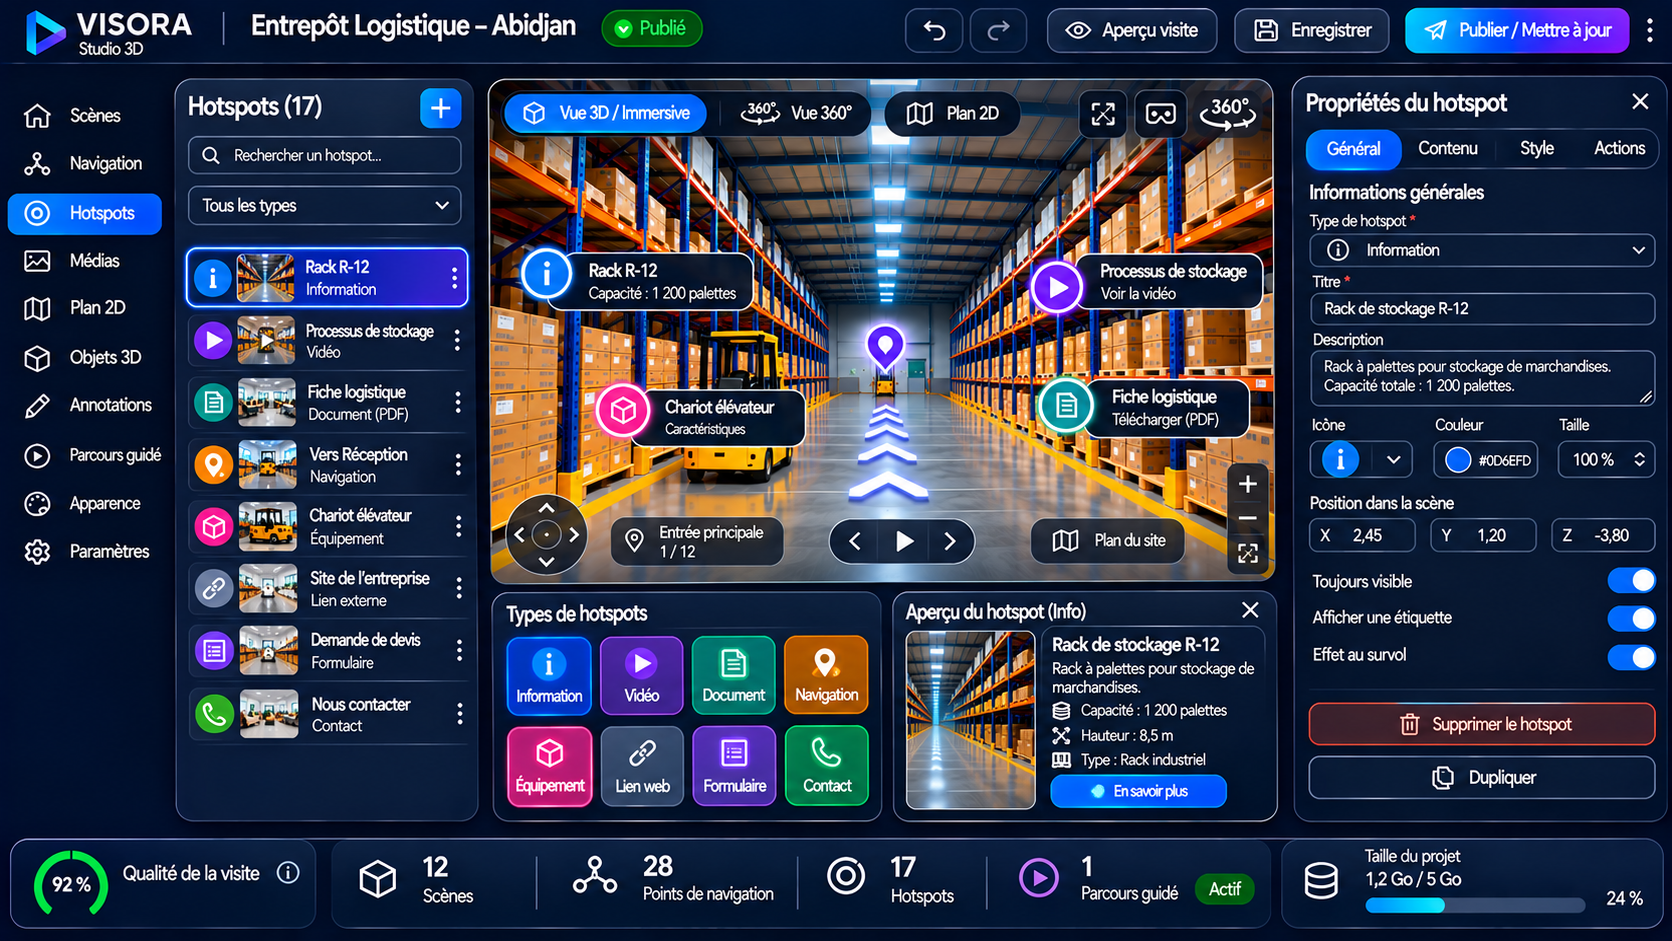 VISORA
Studio 3D
Entrepôt Logistique – Abidjan
Publié
Aperçu visite
Enregistrer
Publier / Mettre à jour
Scènes
Navigation
Hotspots
Médias
Plan 2D
Objets 3D
Annotations
Parcours guidé
Apparence
Paramètres
Hotspots (17)
Rechercher un hotspot...
Tous les types
Rack R-12
Information
Processus de stockage
Vidéo
Fiche logistique
Document (PDF)
Vers Réception
Navigation
Chariot élévateur
Équipement
Site de l'entreprise
Lien externe
Demande de devis
Formulaire
Nous contacter
Contact
Vue 3D / Immersive
360°
Vue 360°
Plan 2D
360°
Rack R-12
Capacité : 1 200 palettes
Processus de stockage
Voir la vidéo
Chariot élévateur
Caractéristiques
Fiche logistique
Télécharger (PDF)
Entrée principale
1 / 12
Plan du site
Types de hotspots
Information
Vidéo
Document
Navigation
Équipement
Lien web
Formulaire
Contact
Aperçu du hotspot (Info)
Rack de stockage R-12
Rack à palettes pour stockage de
marchandises.
Capacité : 1 200 palettes
Hauteur : 8,5 m
Type : Rack industriel
En savoir plus
Propriétés du hotspot
Général
Contenu
Style
Actions
Informations générales
Type de hotspot *
Information
Titre *
Rack de stockage R-12
Description
Rack à palettes pour stockage de marchandises.
Capacité totale : 1 200 palettes.
Icône
Couleur
Taille
#0D6EFD
100 %
Position dans la scène
X 2,45
Y 1,20
Z -3,80
Toujours visible
Afficher une étiquette
Effet au survol
Supprimer le hotspot
Dupliquer
92 %
Qualité de la visite
12
Scènes
28
Points de navigation
17
Hotspots
1
Parcours guidé
Actif
Taille du projet
1,2 Go / 5 Go
24 %